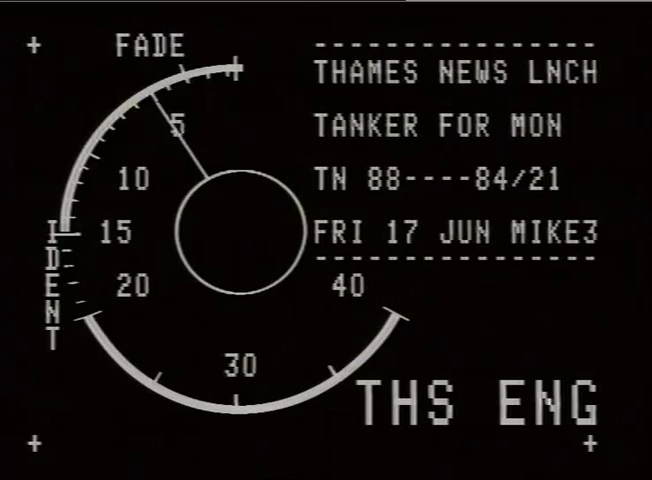 FADE
THAMES NEWS LNCH
TANKER FOR MON
TN 88----84/21
FRI 17 JUN MIKE3
5
10
15
20
30
40
IDENT
THS ENG